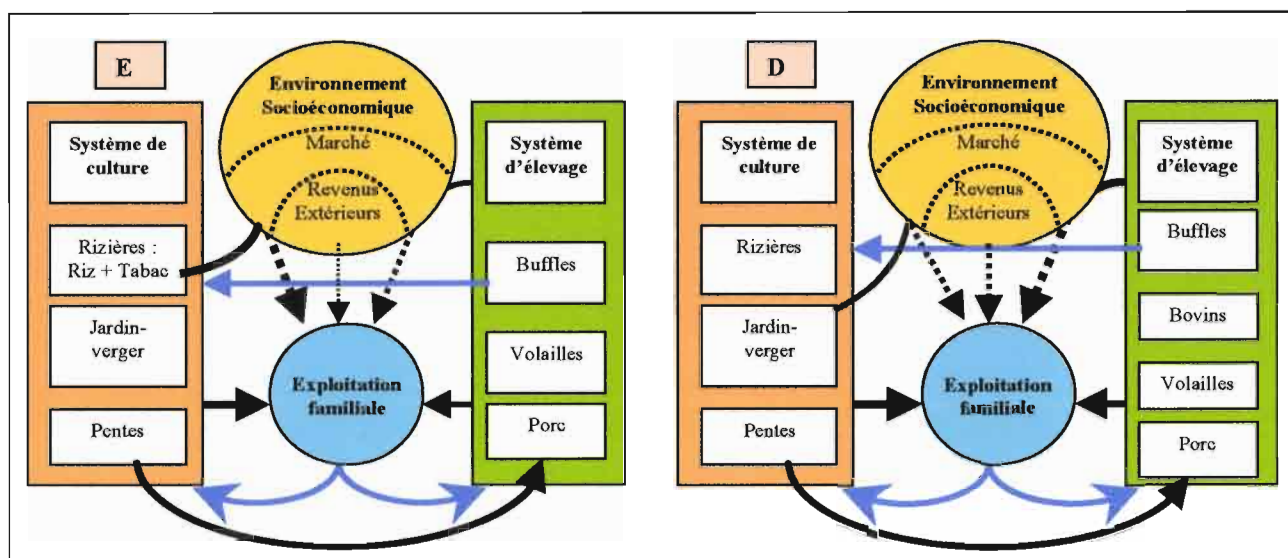 E
Environnement
Socioéconomique
Marché
Revenus
Extérieurs
Système de
culture
Rizières :
Riz + Tabac
Jardin-
verger
Pentes
Système
d'élevage
Buffles
Volailles
Porc
Exploitation
familiale
D
Environnement
Socioéconomique
Marché
Revenus
Extérieurs
Système de
culture
Rizières
Jardin-
verger
Pentes
Système
d'élevage
Buffles
Bovins
Volailles
Porc
Exploitation
familiale